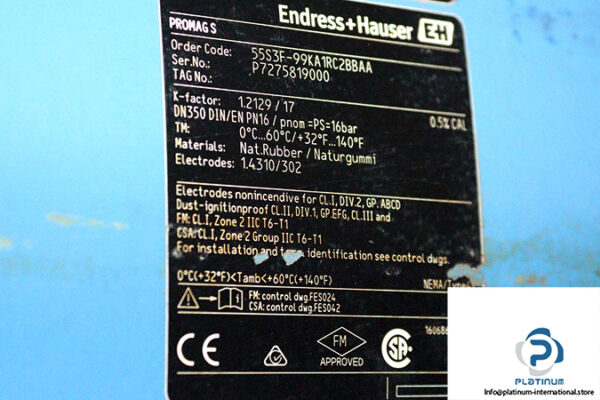 Endress+Hauser EH
PROMAG S
Order Code: 55S3F-99KA1RC2BBAA
Ser.No.: P7275819000
TAG No.:
K-factor: 1.2129 / 17
DN350 DIN/EN PN16 / pnom =PS=16bar 0.5% CAL
TM: 0°C...60°C/+32°F...140°F
Materials: Nat.Rubber / Naturgummi
Electrodes: 1.4310/302
Electrodes nonincendive for CL.I, DIV.2, GP. ABCD
Dust-ignitionproof CL.II, DIV.1, GP.EFG, CL.III and
FM: CL.I, Zone 2 IIC T6-T1
CSA: CL.I, Zone 2 Group IIC T6-T1
For installation and temp. identification see control dwgs.
0°C(+32°F)<Tamb<+60°C(+140°F) NEMA/Type
FM: control dwg.FES024
CSA: control dwg.FES042
160686
CE FM APPROVED SA
PLATINUM
Info@platinum-international.store